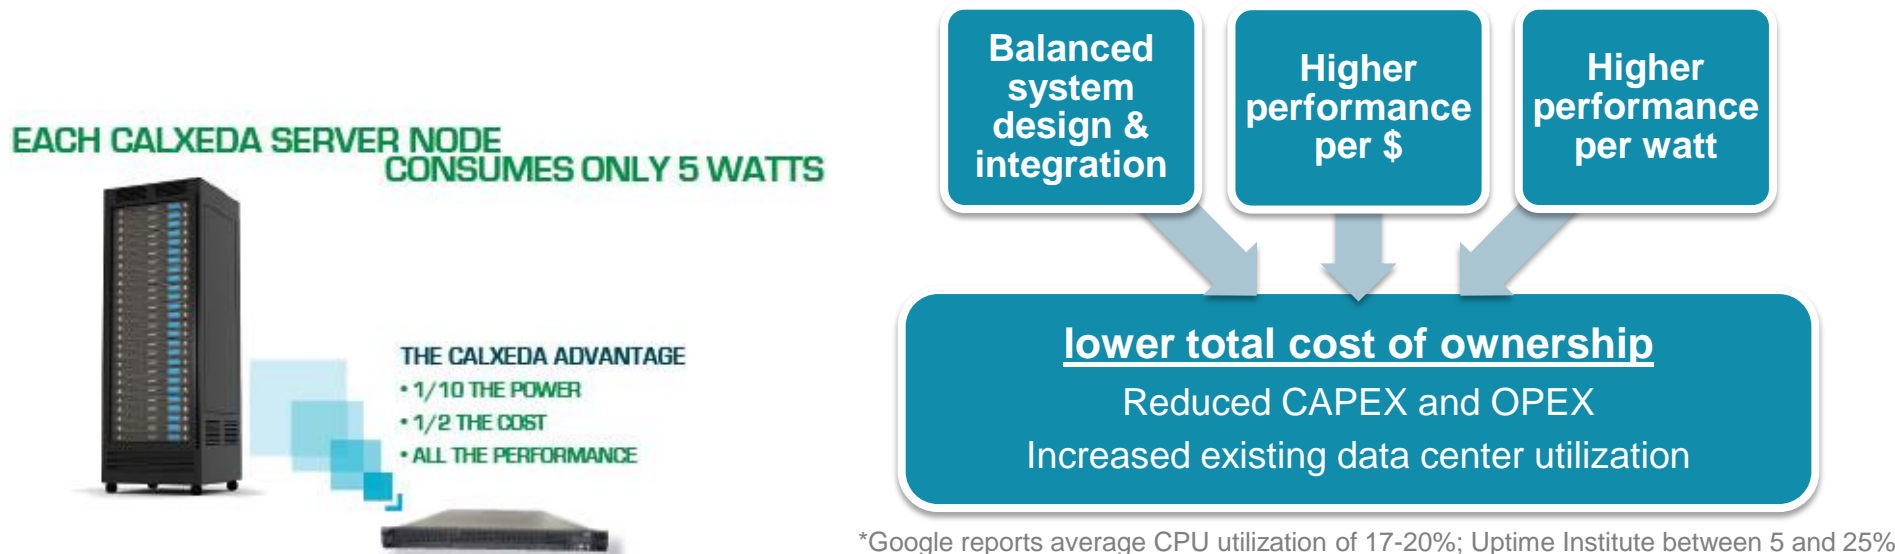 EACH CALXEDA SERVER NODE
CONSUMES ONLY 5 WATTS
THE CALXEDA ADVANTAGE
• 1/10 THE POWER
• 1/2 THE COST
• ALL THE PERFORMANCE
Balanced
system
design &
integration
Higher
performance
per $
Higher
performance
per watt
lower total cost of ownership
Reduced CAPEX and OPEX
Increased existing data center utilization
*Google reports average CPU utilization of 17-20%; Uptime Institute between 5 and 25%